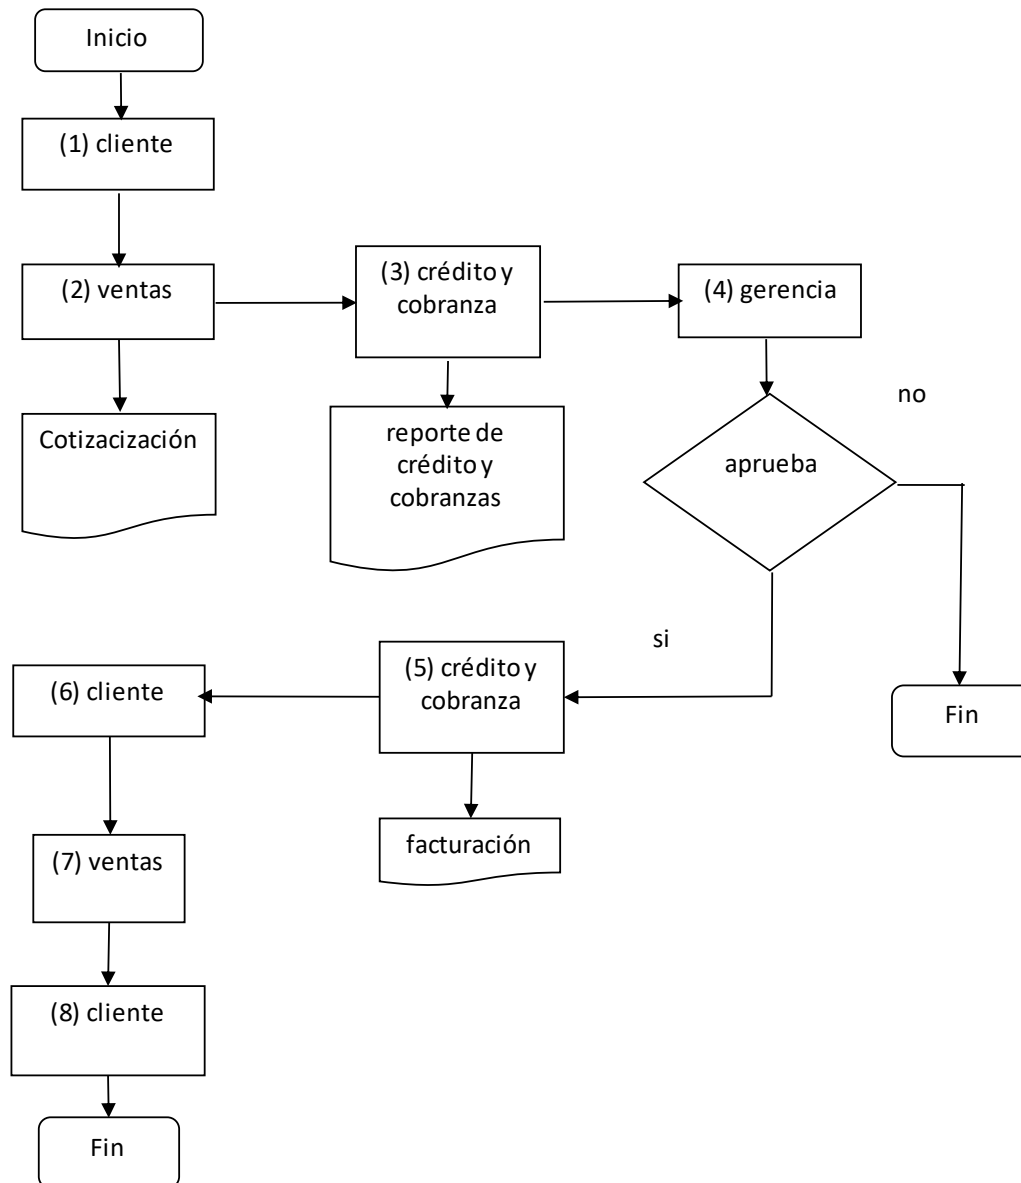 Inicio
(1) cliente
(2) ventas
(3) crédito y
cobranza
(4) gerencia
Cotizacización
reporte de
crédito y
cobranzas
aprueba
no
si
(5) crédito y
cobranza
(6) cliente
Fin
facturación
(7) ventas
(8) cliente
Fin